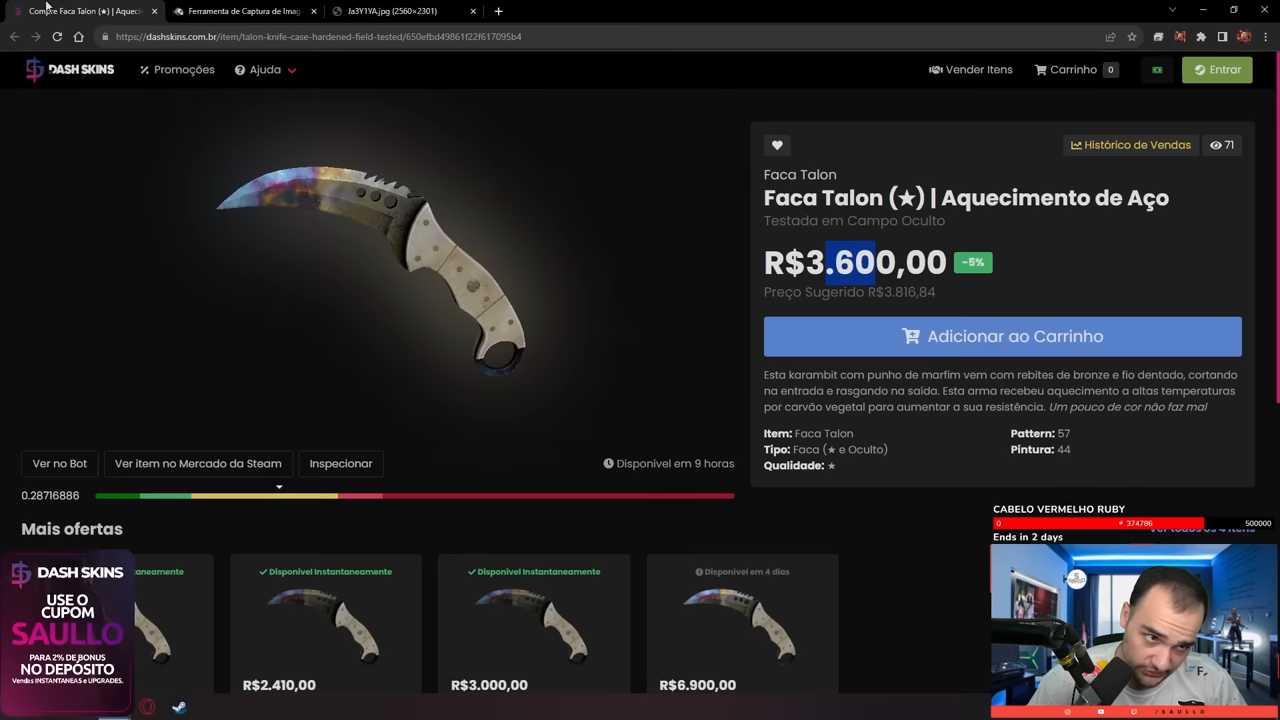 Compre Faca Talon (★) | Aqueci
Ferramenta de Captura de Imag
Ja3Y1YA.jpg (2560×2301)
https://dashskins.com.br/item/talon-knife-case-hardened-field-tested/650efbd49861f22f617095b4
DASH SKINS
Promoções
Ajuda
Vender Itens
Carrinho 0
Entrar
Histórico de Vendas
71
Faca Talon
Faca Talon (★) | Aquecimento de Aço
Testada em Campo Oculto
R$3.600,00 -5%
Preço Sugerido R$3.816,84
Adicionar ao Carrinho
Esta karambit com punho de marfim vem com rebites de bronze e fio dentado, cortando
na entrada e rasgando na saída. Esta arma recebeu aquecimento a altas temperaturas
por carvão vegetal para aumentar a sua resistência. Um pouco de cor não faz mal
Item: Faca Talon
Pattern: 57
Tipo: Faca (★ e Oculto)
Pintura: 44
Qualidade: ★
Ver no Bot
Ver item no Mercado da Steam
Inspecionar
Disponível em 9 horas
0.28716886
Mais ofertas
CABELO VERMELHO RUBY
0 # 374786 500000
Ends in 2 days
antaneamente
Disponível Instantaneamente
Disponível Instantaneamente
Disponível em 4 dias
R$2.410,00
R$3.000,00
R$6.900,00
DASH SKINS
USE O
CUPOM
SAULLO
PARA 2% DE BONUS
NO DEPÓSITO
Vendas INSTANTANEAS e UPGRADES.
/SAULLO